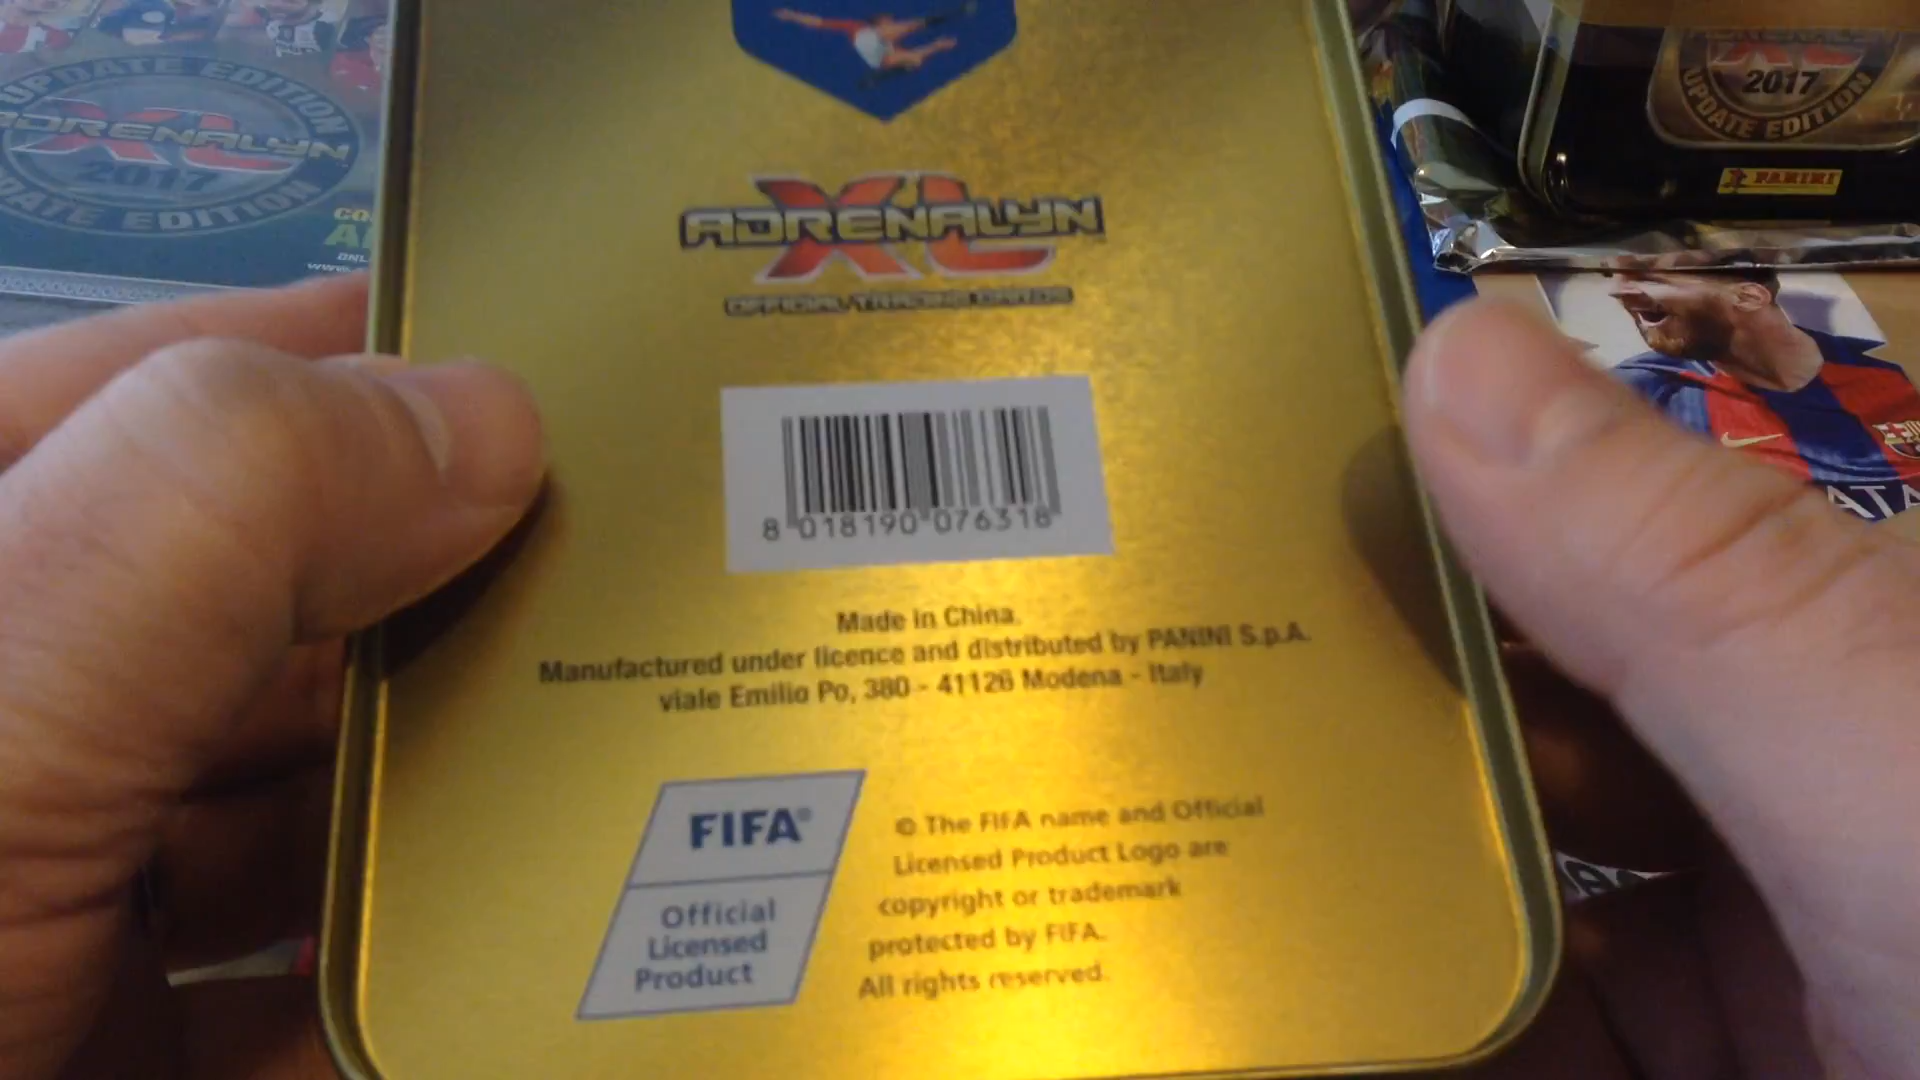 UPDATE EDITION
ADRENALYN
XL
2017
UPDATE EDITION
ADRENALYN
XL
OFFICIAL TRADING CARDS
8 018190 076318
Made in China.
Manufactured under licence and distributed by PANINI S.p.A.
viale Emilio Po, 380 - 41126 Modena - Italy
FIFA®
Official
Licensed
Product
© The FIFA name and Official
Licensed Product Logo are
copyright or trademark
protected by FIFA.
All rights reserved.
2017
UPDATE EDITION
PANINI